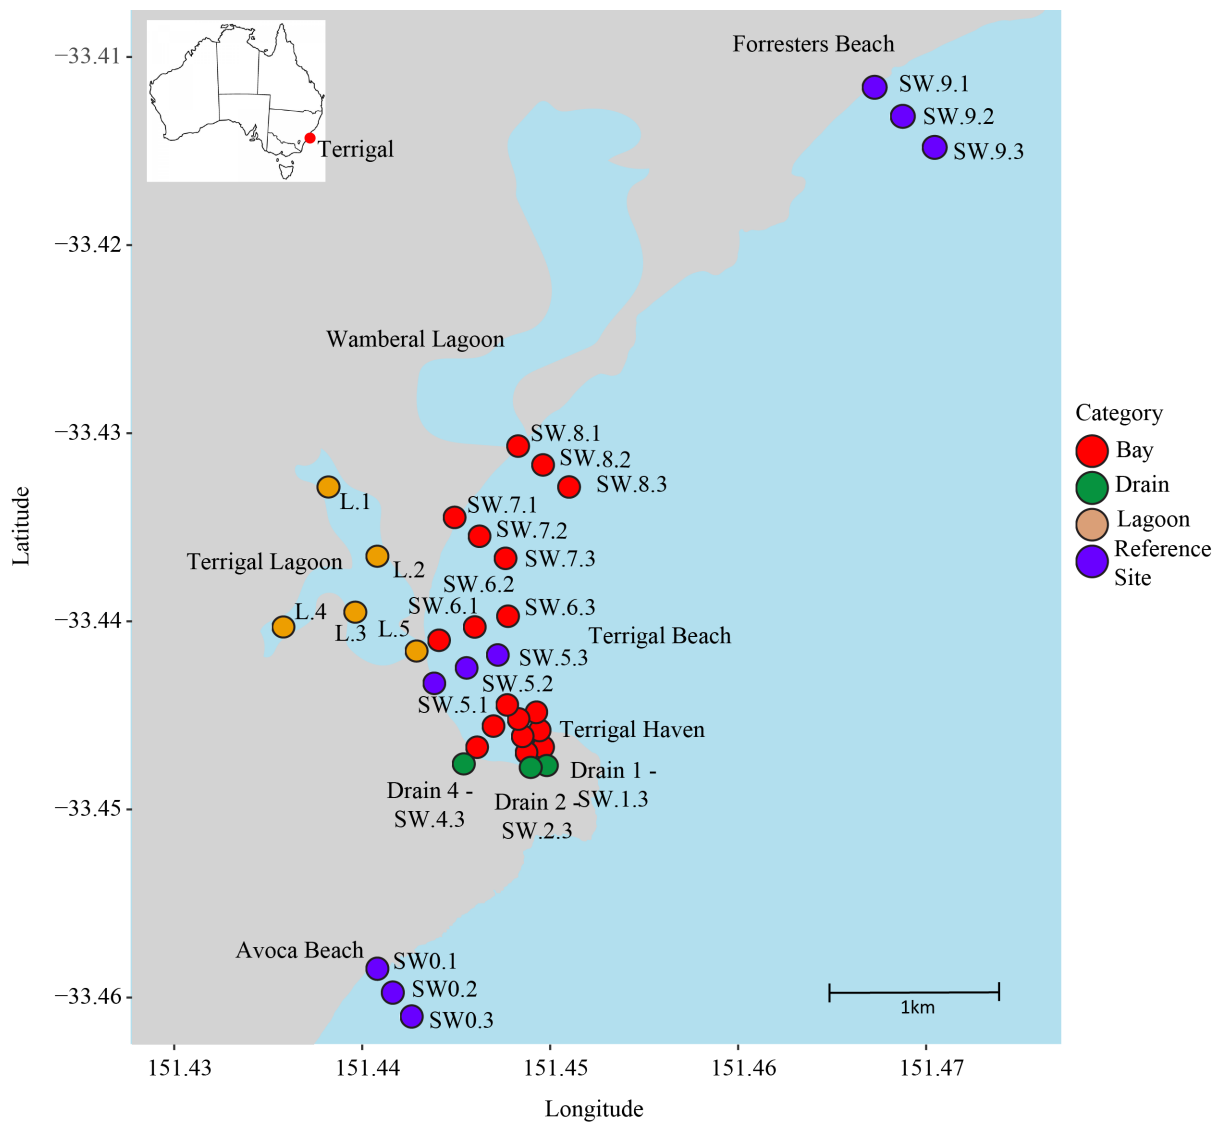 Forresters Beach
−33.41
SW.9.1
SW.9.2
Terrigal
SW.9.3
−33.42
Wamberal Lagoon
Category
−33.43
SW.8.1
Bay
SW.8.2
SW.8.3
Drain
L.1
SW.7.1
Lagoon
Latitude
SW.7.2
Reference
Site
Terrigal Lagoon
SW.7.3
L.2
SW.6.2
SW.6.1
SW.6.3
L.4
−33.44
L.3
L.5
Terrigal Beach
SW.5.3
SW.5.2
SW.5.1
Terrigal Haven
Drain 1 -
SW.1.3
Drain 4 -
SW.4.3
Drain 2 -
SW.2.3
−33.45
Avoca Beach
SW0.1
SW0.2
−33.46
SW0.3
1km
151.43
151.44
151.45
151.46
151.47
Longitude